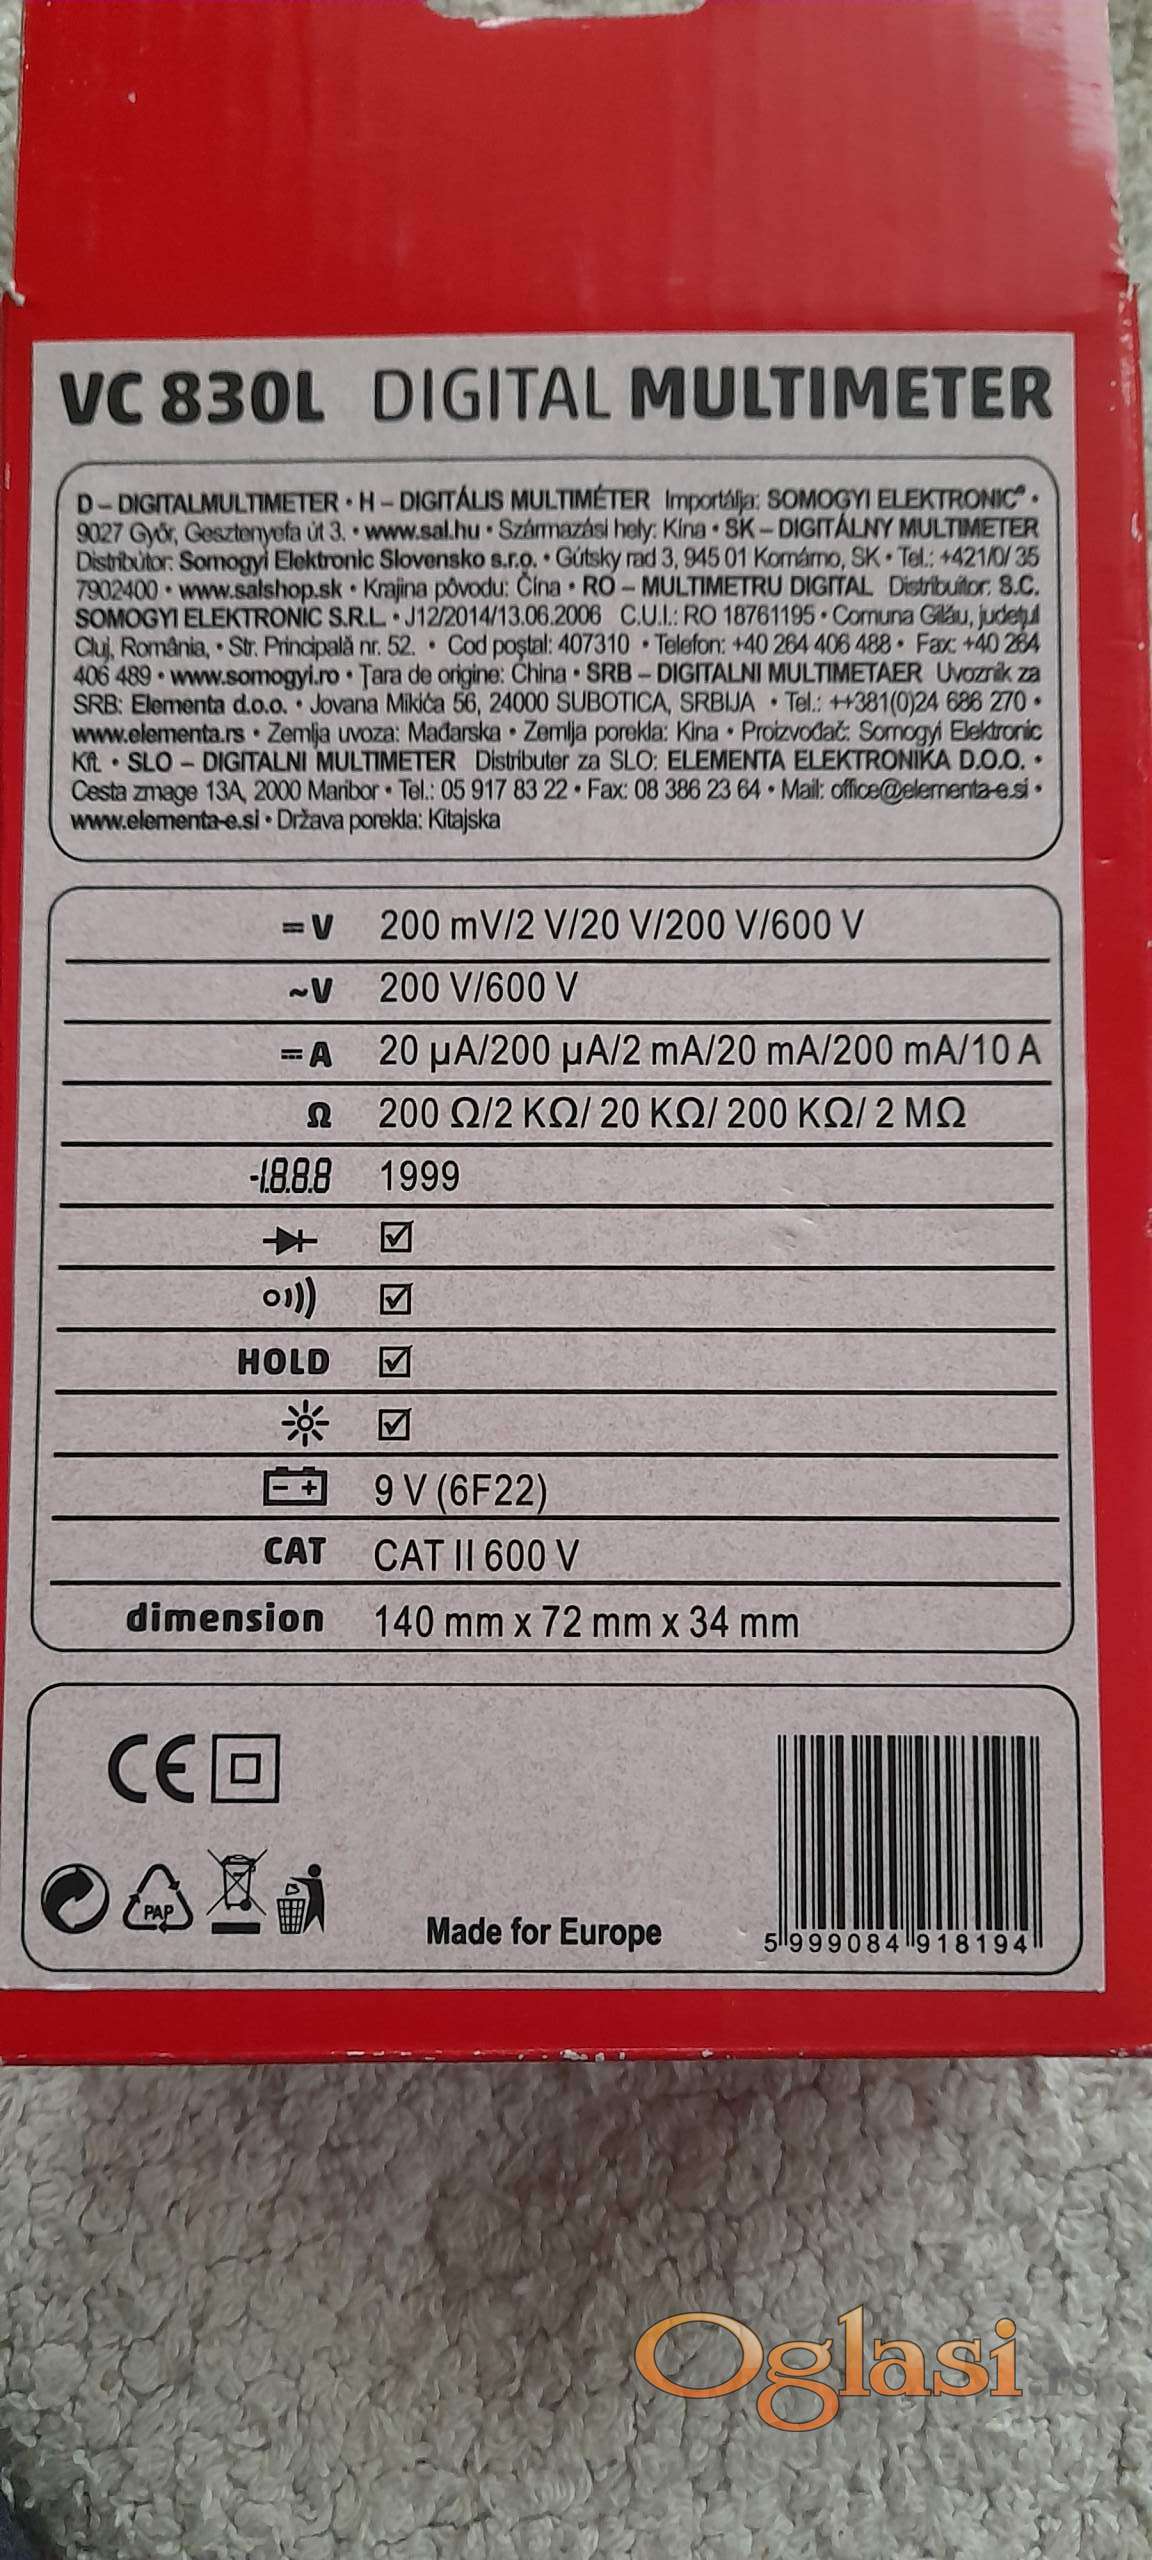 VC 830L DIGITAL MULTIMETER
D – DIGITALMULTIMETER • H – DIGITÁLIS MULTIMÉTER Importálja: SOMOGYI ELEKTRONIC® •
9027 Győr, Gesztenyefa út 3. • www.sal.hu • Származási hely: Kína • SK – DIGITÁLNY MULTIMETER
Distribútor: Somogyi Elektronic Slovensko s.r.o. • Gútsky rad 3, 945 01 Komárno, SK • Tel.: +421/0/ 35
7902400 • www.salshop.sk • Krajina pôvodu: Čína • RO – MULTIMETRU DIGITAL Distribuitor: S.C.
SOMOGYI ELEKTRONIC S.R.L. • J12/2014/13.06.2006 C.U.I.: RO 18761195 • Comuna Gilău, județul
Cluj, România, • Str. Principală nr. 52. • Cod poștal: 407310 • Telefon: +40 264 406 488 • Fax: +40 264
406 489 • www.somogyi.ro • Țara de origine: China • SRB – DIGITALNI MULTIMETAER Uvoznik za
SRB: Elementa d.o.o. • Jovana Mikića 56, 24000 SUBOTICA, SRBIJA • Tel.: ++381(0)24 686 270 •
www.elementa.rs • Zemlja uvoza: Mađarska • Zemlja porekla: Kina • Proizvođač: Somogyi Elektronic
Kft. • SLO – DIGITALNI MULTIMETER Distributer za SLO: ELEMENTA ELEKTRONIKA D.O.O. •
Cesta zmage 13A, 2000 Maribor • Tel.: 05 917 83 22 • Fax: 08 386 23 64 • Mail: office@elementa-e.si •
www.elementa-e.si • Država porekla: Kitajska
=V 200 mV/2 V/20 V/200 V/600 V
~V 200 V/600 V
=A 20 µA/200 µA/2 mA/20 mA/200 mA/10 A
Ω 200 Ω/2 KΩ/ 20 KΩ/ 200 KΩ/ 2 MΩ
-1.8.8.8 1999
HOLD
9 V (6F22)
CAT CAT II 600 V
dimension 140 mm x 72 mm x 34 mm
CE
PAP
Made for Europe
5 999084 918194
Oglasi.rs